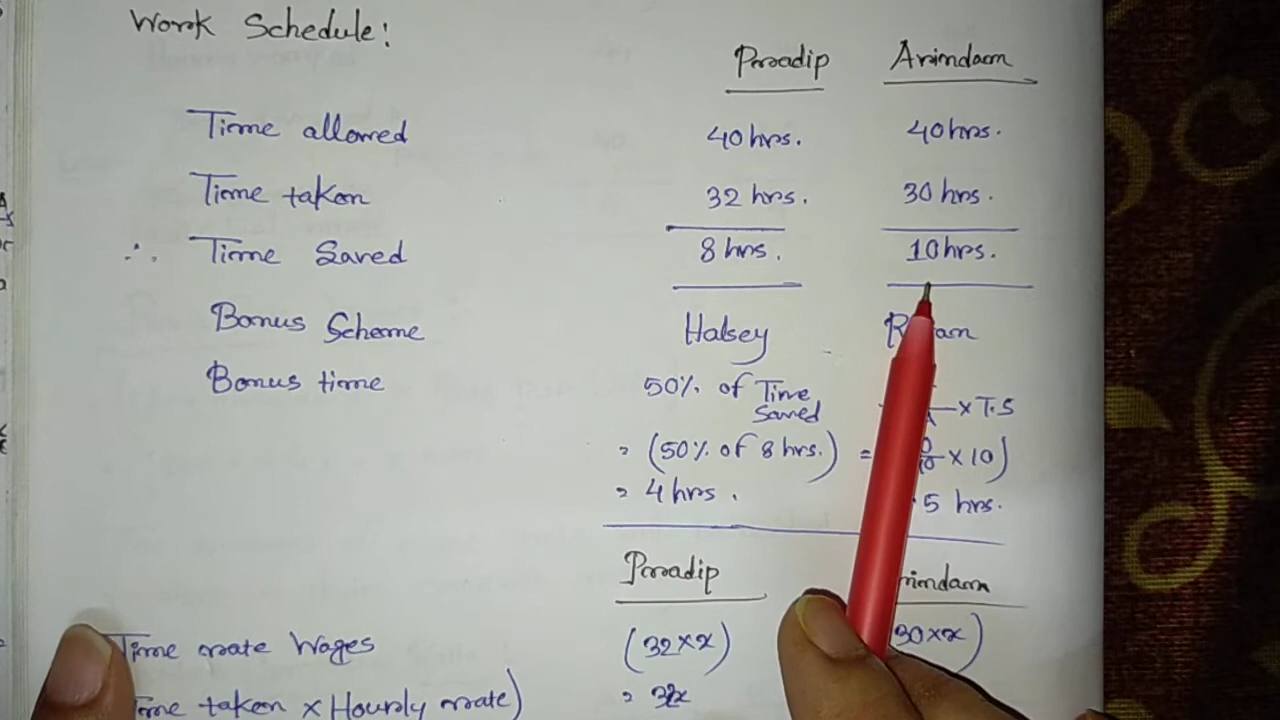 Work Schedule:
Pradip Arindam
Time allowed 40 hrs. 40 hrs.
Time taken 32 hrs. 30 hrs.
∴ Time Saved 8 hrs. 10 hrs.
Bonus Scheme Halsey
Bonus time 50% of Time Saved × T.S
= (50% of 8 hrs.) = × 10)
= 4 hrs. 5 hrs.
Pradip
Time rate Wages (32 × x) 30 × x)
taken × Hourly rate) = 32x